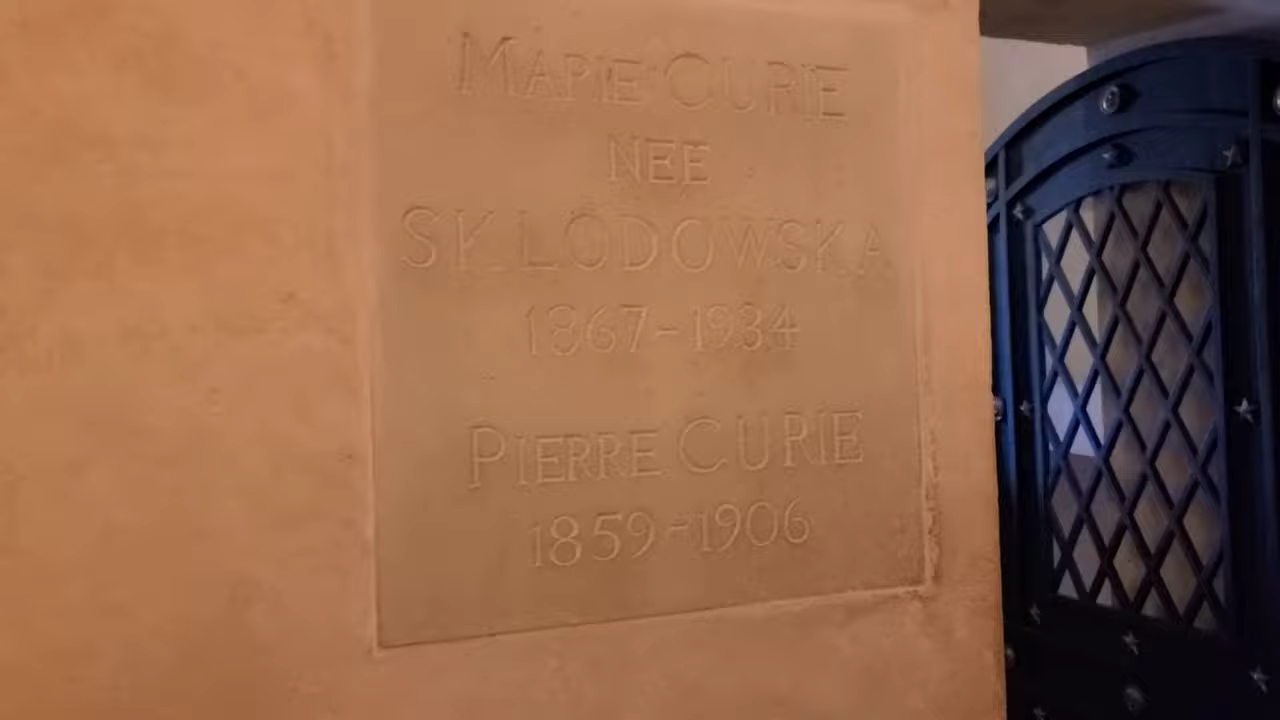 MARIE CURIE
NEE
SKLODOWSKA
1867-1934
PIERRE CURIE
1859-1906